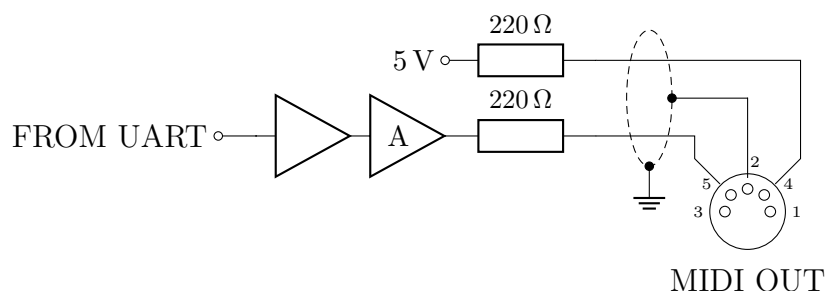 220 Ω
5 V
220 Ω
FROM UART
A
2
5
4
3
1
MIDI OUT